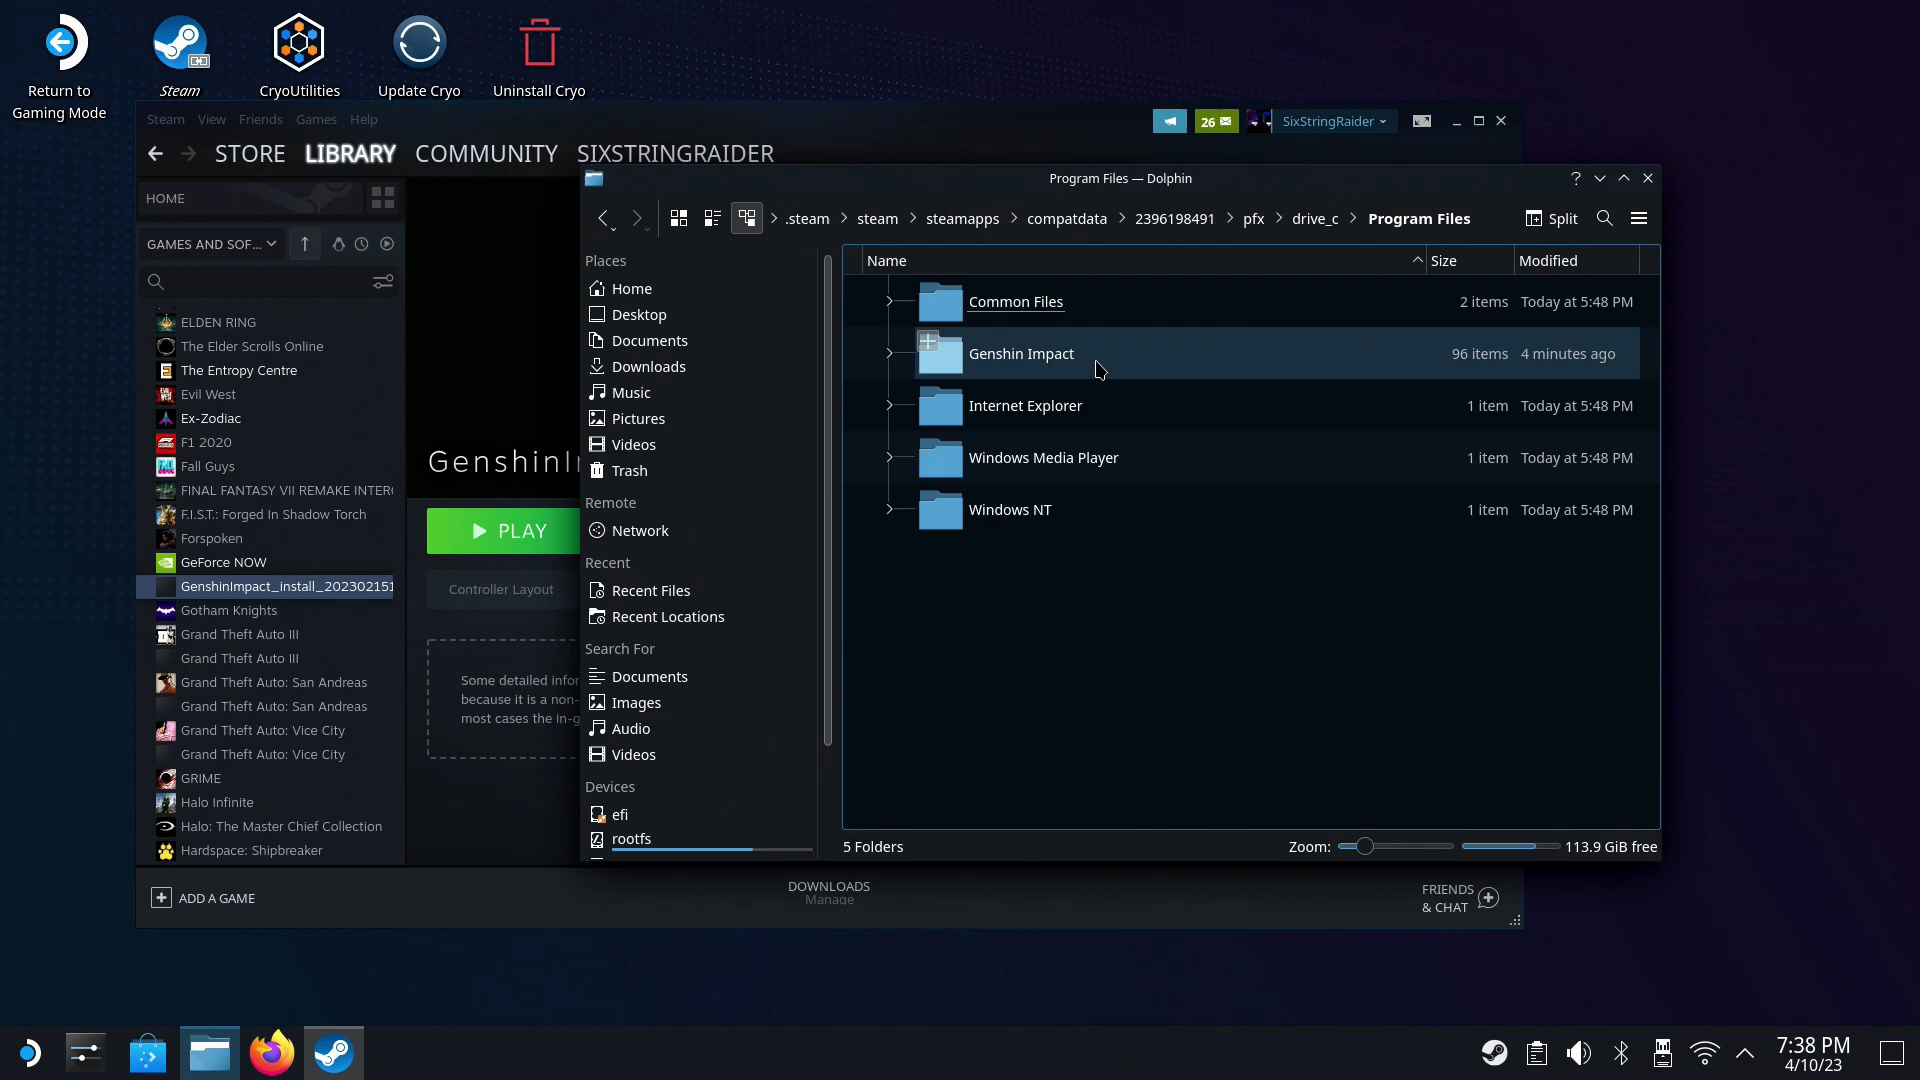 Return to
Gaming Mode
Steam
CryoUtilities
Update Cryo
Uninstall Cryo
Steam View Friends Games Help
26
SixStringRaider
STORE LIBRARY COMMUNITY SIXSTRINGRAIDER
HOME
GAMES AND SOF...
ELDEN RING
The Elder Scrolls Online
The Entropy Centre
Evil West
Ex-Zodiac
F1 2020
Fall Guys
FINAL FANTASY VII REMAKE INTER
F.I.S.T.: Forged In Shadow Torch
Forspoken
GeForce NOW
GenshinImpact_install_202302151
Gotham Knights
Grand Theft Auto III
Grand Theft Auto III
Grand Theft Auto: San Andreas
Grand Theft Auto: San Andreas
Grand Theft Auto: Vice City
Grand Theft Auto: Vice City
GRIME
Halo Infinite
Halo: The Master Chief Collection
Hardspace: Shipbreaker
GenshinI
PLAY
Controller Layout
Some detailed infor
because it is a non-
most cases the in-g
ADD A GAME
DOWNLOADS
Manage
FRIENDS
& CHAT
Program Files — Dolphin
.steam > steam > steamapps > compatdata > 2396198491 > pfx > drive_c > Program Files
Split
Places
Home
Desktop
Documents
Downloads
Music
Pictures
Videos
Trash
Remote
Network
Recent
Recent Files
Recent Locations
Search For
Documents
Images
Audio
Videos
Devices
efi
rootfs
Name Size Modified
Common Files 2 items Today at 5:48 PM
Genshin Impact 96 items 4 minutes ago
Internet Explorer 1 item Today at 5:48 PM
Windows Media Player 1 item Today at 5:48 PM
Windows NT 1 item Today at 5:48 PM
5 Folders
Zoom:
113.9 GiB free
7:38 PM
4/10/23